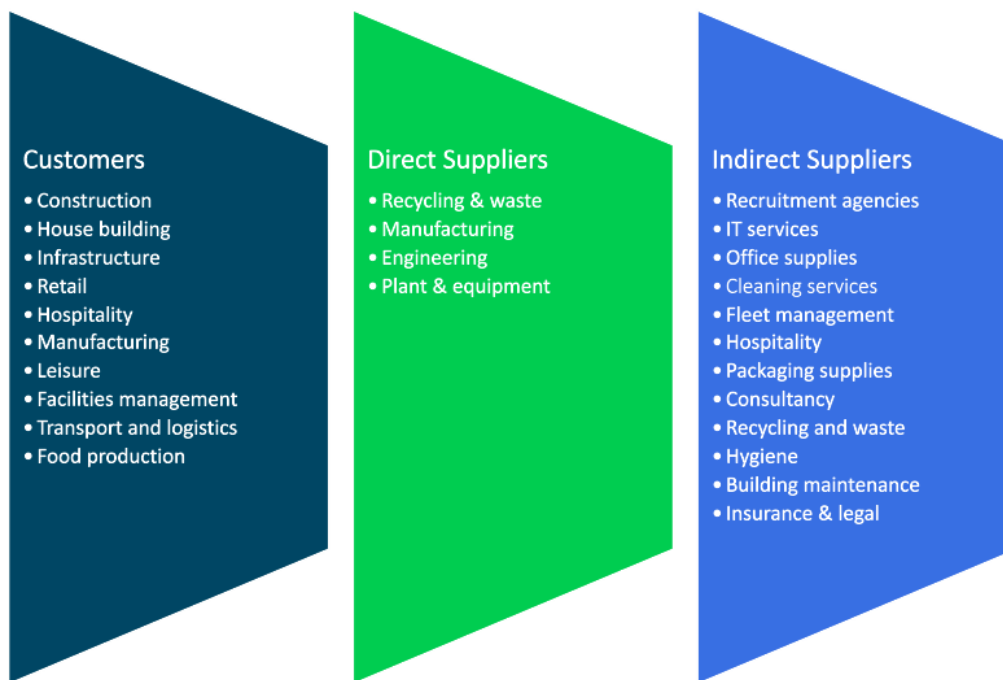 Customers
• Construction
• House building
• Infrastructure
• Retail
• Hospitality
• Manufacturing
• Leisure
• Facilities management
• Transport and logistics
• Food production
Direct Suppliers
• Recycling & waste
• Manufacturing
• Engineering
• Plant & equipment
Indirect Suppliers
• Recruitment agencies
• IT services
• Office supplies
• Cleaning services
• Fleet management
• Hospitality
• Packaging supplies
• Consultancy
• Recycling and waste
• Hygiene
• Building maintenance
• Insurance & legal